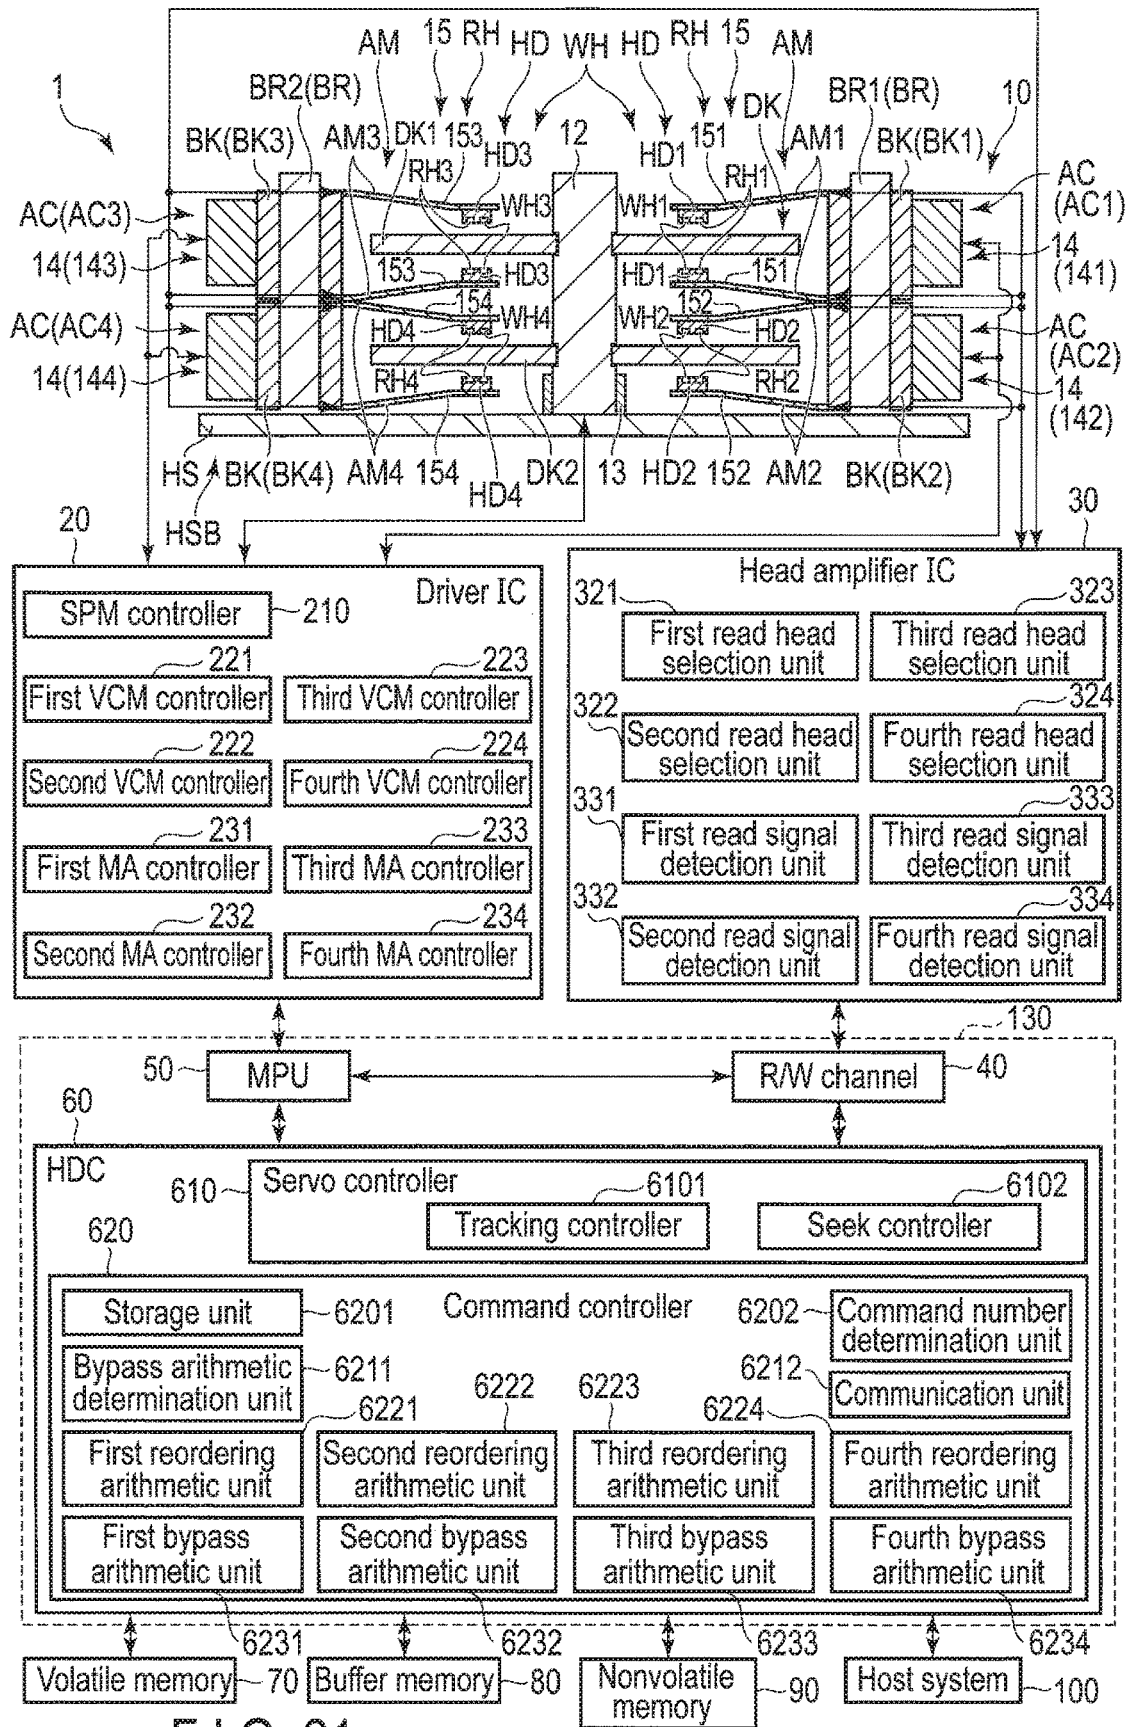 1
AM
15
RH
HD
WH
HD
RH
15
AM
10
BR2(BR)
BK(BK3)
AM3
DK1
153
HD3
RH3
12
HD1
151
DK
RH1
AM1
BR1(BR)
BK(BK1)
AC(AC3)
14(143)
WH3
WH1
AC
(AC1)
14
(141)
153
HD3
HD1
151
154
WH4
WH2
152
AC(AC4)
14(144)
HD4
HD2
AC
(AC2)
14
(142)
RH4
RH2
HS
BK(BK4)
AM4
154
HD4
DK2
13
HD2
152
AM2
BK(BK2)
HSB
20
30
Driver IC
SPM controller
210
221
223
First VCM controller
Third VCM controller
222
224
Second VCM controller
Fourth VCM controller
231
233
First MA controller
Third MA controller
232
234
Second MA controller
Fourth MA controller
Head amplifier IC
321
323
First read head
selection unit
Third read head
selection unit
322
324
Second read head
selection unit
Fourth read head
selection unit
331
333
First read signal
detection unit
Third read signal
detection unit
332
334
Second read signal
detection unit
Fourth read signal
detection unit
130
50
MPU
R/W channel
40
60
HDC
610
Servo controller
6101
Tracking controller
6102
Seek controller
620
Storage unit
6201
Command controller
6202
Command number
determination unit
Bypass arithmetic
determination unit
6211
6212
Communication unit
6221
6222
6223
6224
First reordering
arithmetic unit
Second reordering
arithmetic unit
Third reordering
arithmetic unit
Fourth reordering
arithmetic unit
First bypass
arithmetic unit
Second bypass
arithmetic unit
Third bypass
arithmetic unit
Fourth bypass
arithmetic unit
6231
6232
6233
6234
Volatile memory
70
Buffer memory
80
Nonvolatile
memory
90
Host system
100